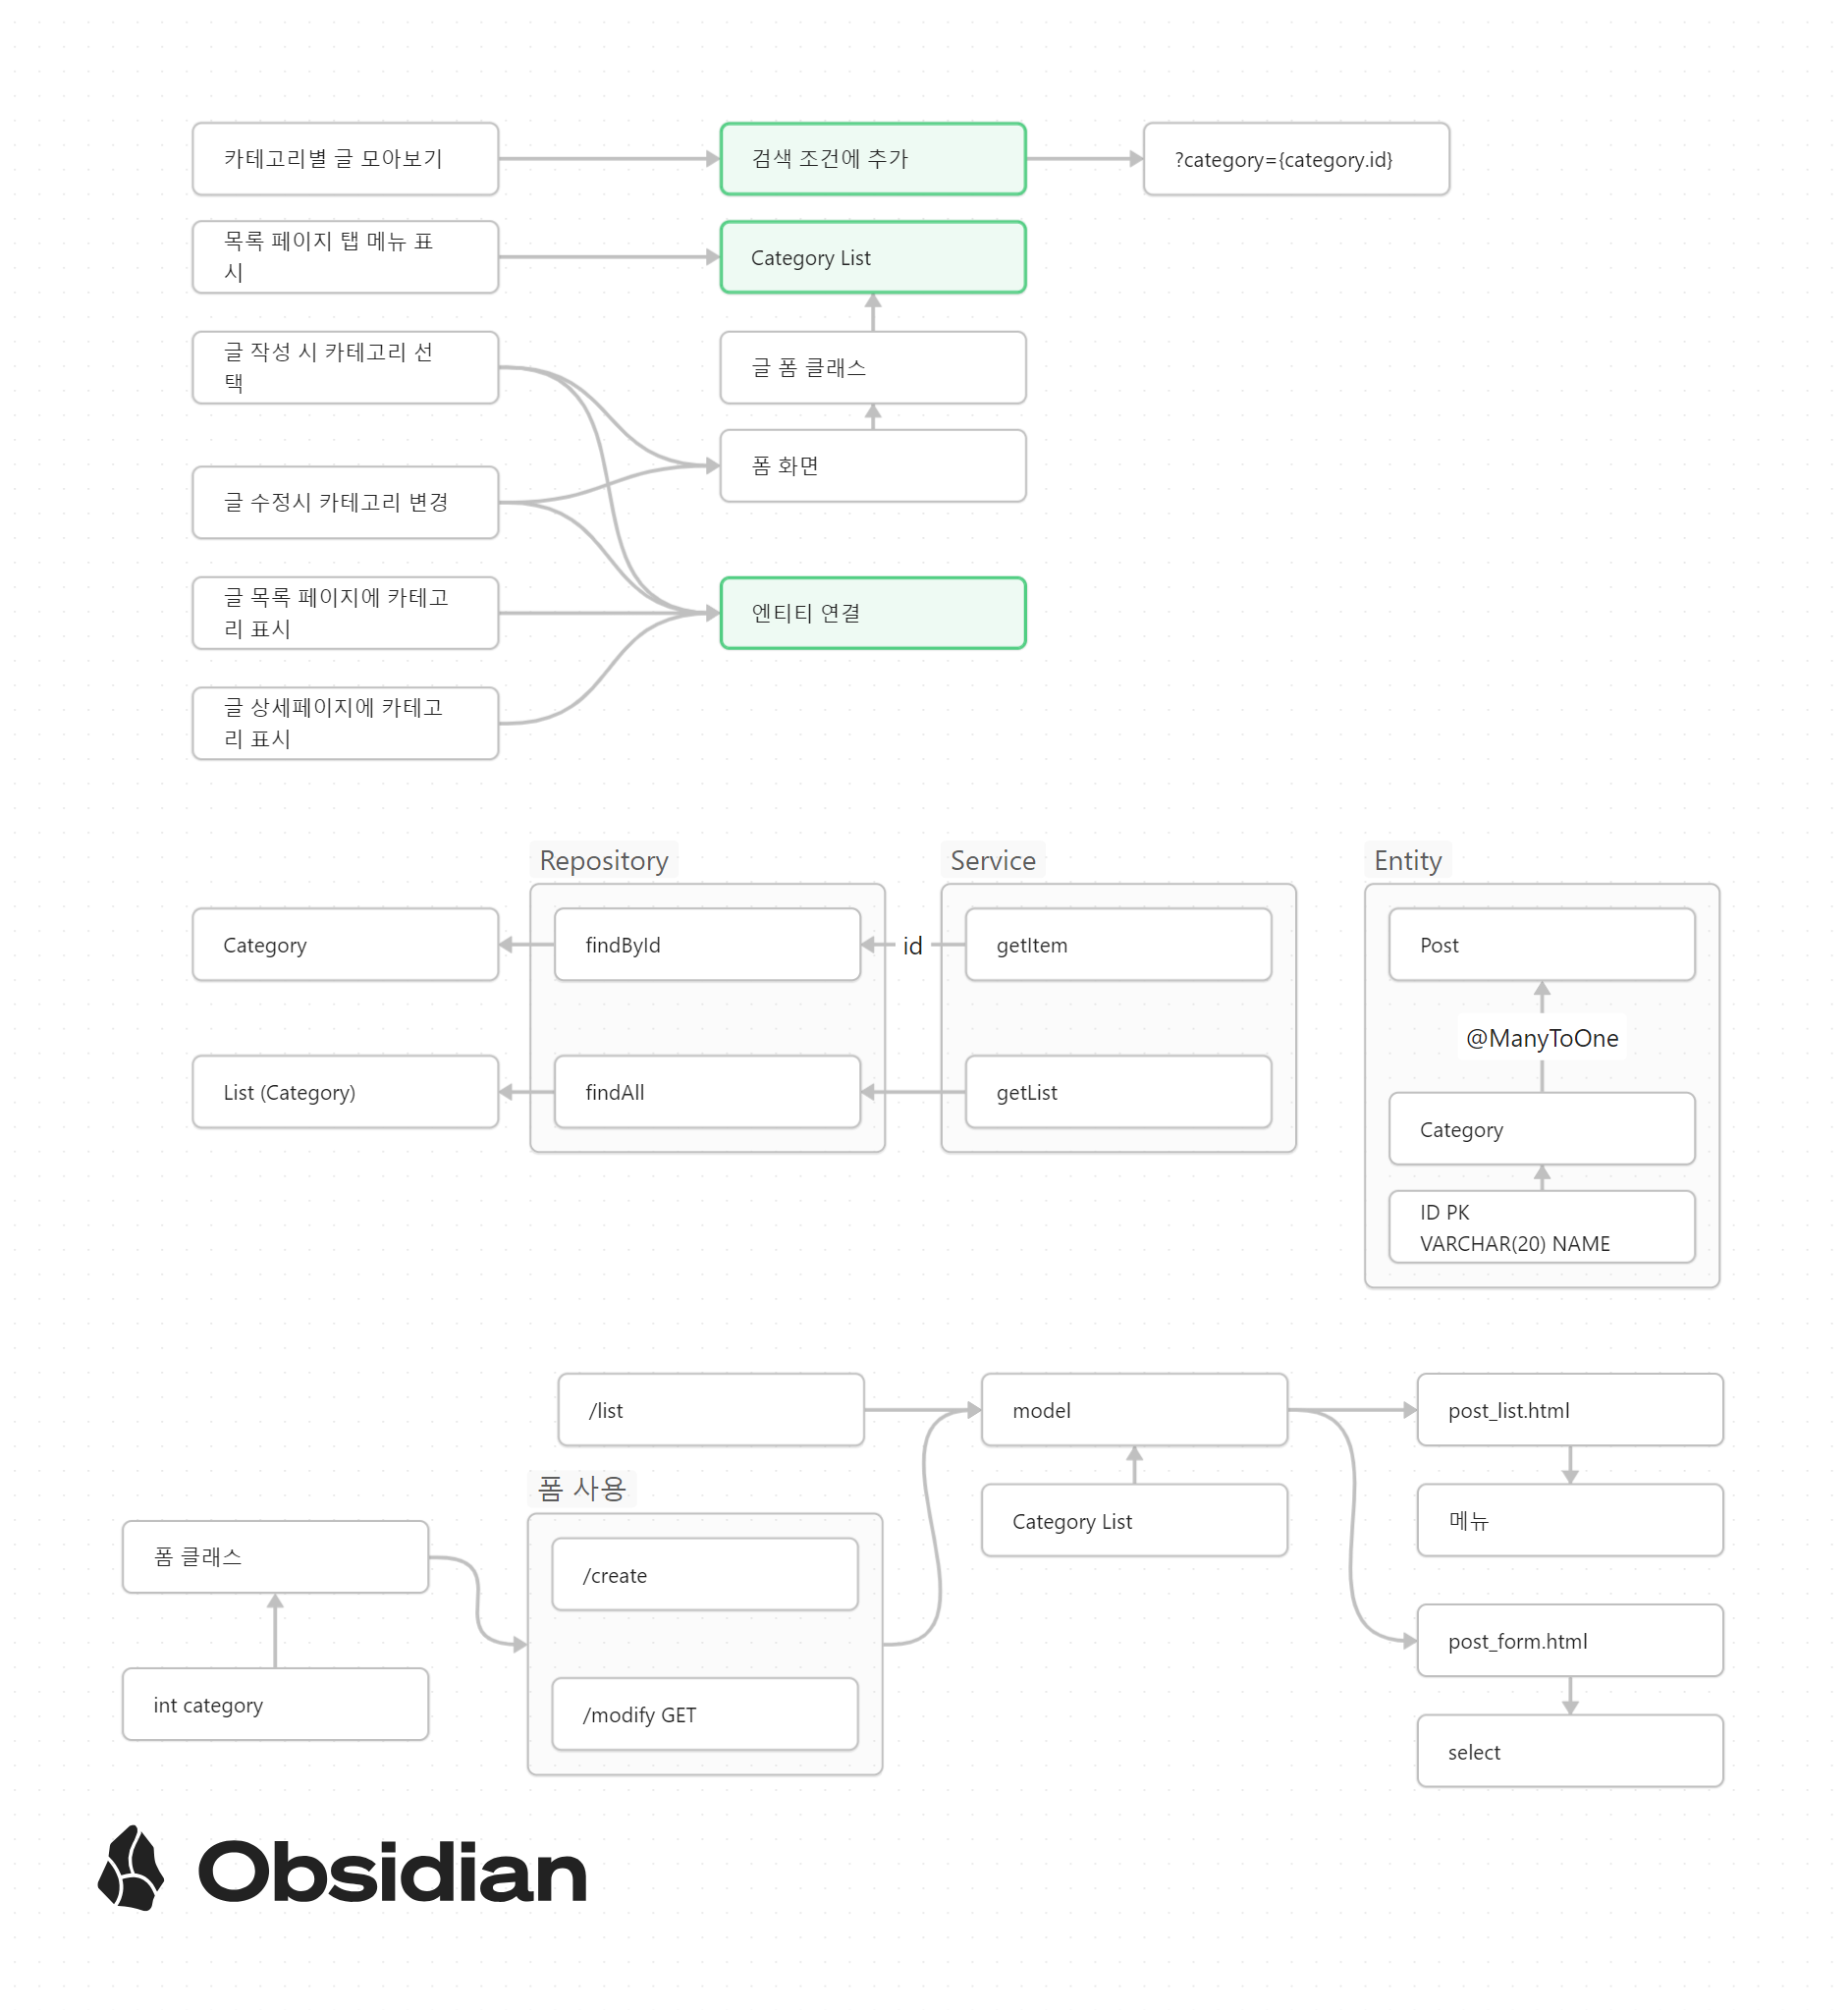 카테고리별 글 모아보기
검색 조건에 추가
?category={category.id}
목록 페이지 탭 메뉴 표
시
Category List
글 작성 시 카테고리 선
택
글 폼 클래스
폼 화면
글 수정시 카테고리 변경
글 목록 페이지에 카테고
리 표시
엔티티 연결
글 상세페이지에 카테고
리 표시
Repository
Service
Entity
Category
findById
id
getItem
Post
@ManyToOne
List (Category)
findAll
getList
Category
ID PK
VARCHAR(20) NAME
/list
model
post_list.html
폼 사용
Category List
메뉴
폼 클래스
/create
post_form.html
int category
/modify GET
select
Obsidian